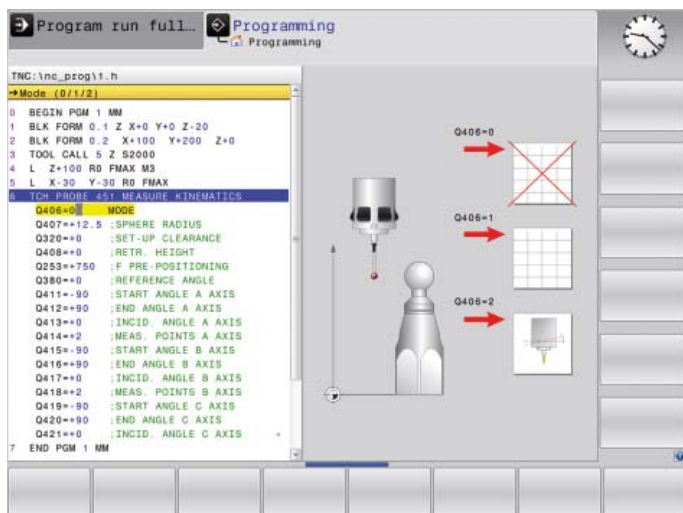 Program run full...
Programming
Programming
TNC:\nc_prog\1.h
→Mode (0/1/2)
0 BEGIN PGM 1 MM
1 BLK FORM 0.1 Z X+0 Y+0 Z-20
2 BLK FORM 0.2 X+100 Y+200 Z+0
3 TOOL CALL 5 Z S2000
4 L Z+100 R0 FMAX M3
5 L X-30 Y-30 R0 FMAX
6 TCH PROBE 451 MEASURE KINEMATICS
Q406=0 MODE
Q407=+12.5 ;SPHERE RADIUS
Q320=+0 ;SET-UP CLEARANCE
Q408=+0 ;RETR. HEIGHT
Q253=+750 ;F PRE-POSITIONING
Q380=+0 ;REFERENCE ANGLE
Q411=-90 ;START ANGLE A AXIS
Q412=+90 ;END ANGLE A AXIS
Q413=+0 ;INCID. ANGLE A AXIS
Q414=+2 ;MEAS. POINTS A AXIS
Q415=-90 ;START ANGLE B AXIS
Q416=+90 ;END ANGLE B AXIS
Q417=+0 ;INCID. ANGLE B AXIS
Q418=+2 ;MEAS. POINTS B AXIS
Q419=-90 ;START ANGLE C AXIS
Q420=+90 ;END ANGLE C AXIS
Q421=+0 ;INCID. ANGLE C AXIS
7 END PGM 1 MM
Q406=0
Q406=1
Q406=2